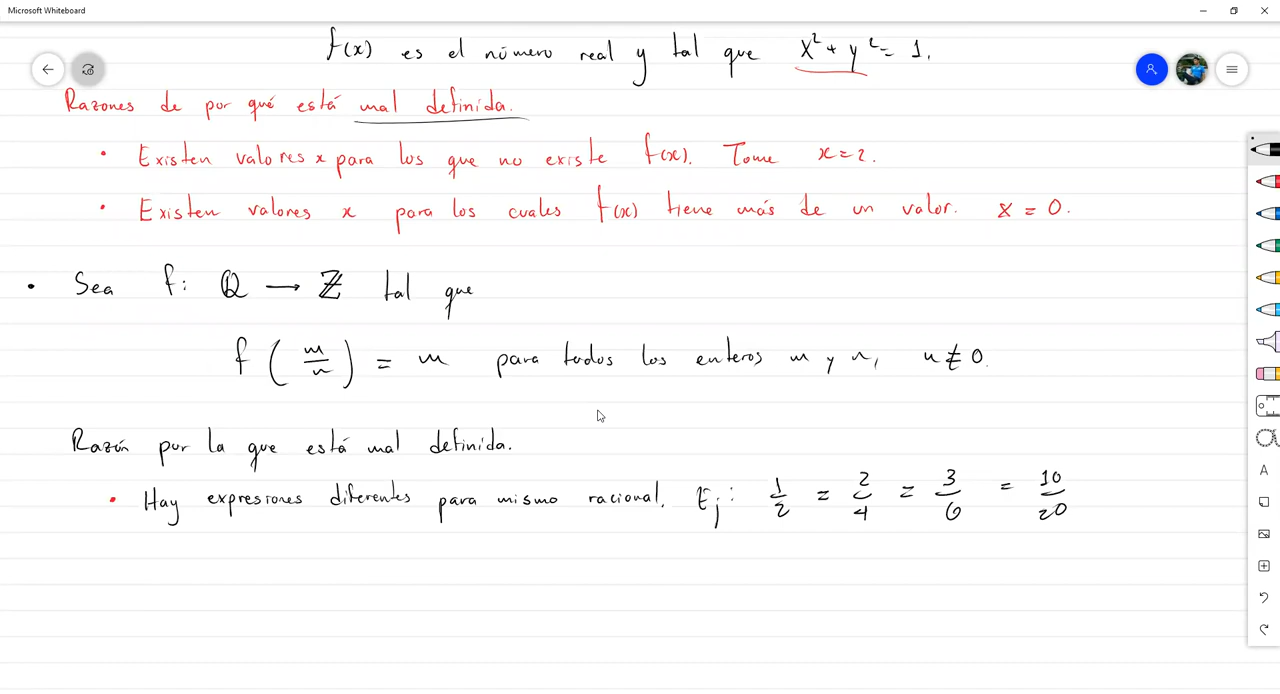 Microsoft Whiteboard
f(x) es el número real y tal que x² + y² = 1.
Razones de por qué está mal definida.
• Existen valores x para los que no existe f(x). Tome x = 2.
• Existen valores x para los cuales f(x) tiene más de un valor. x = 0.
• Sea f: ℚ → ℤ tal que
f(m/n) = m para todos los enteros m y n, n ≠ 0.
Razón por la que está mal definida.
• Hay expresiones diferentes para mismo racional. Ej: 1/2 = 2/4 = 3/6 = 10/20